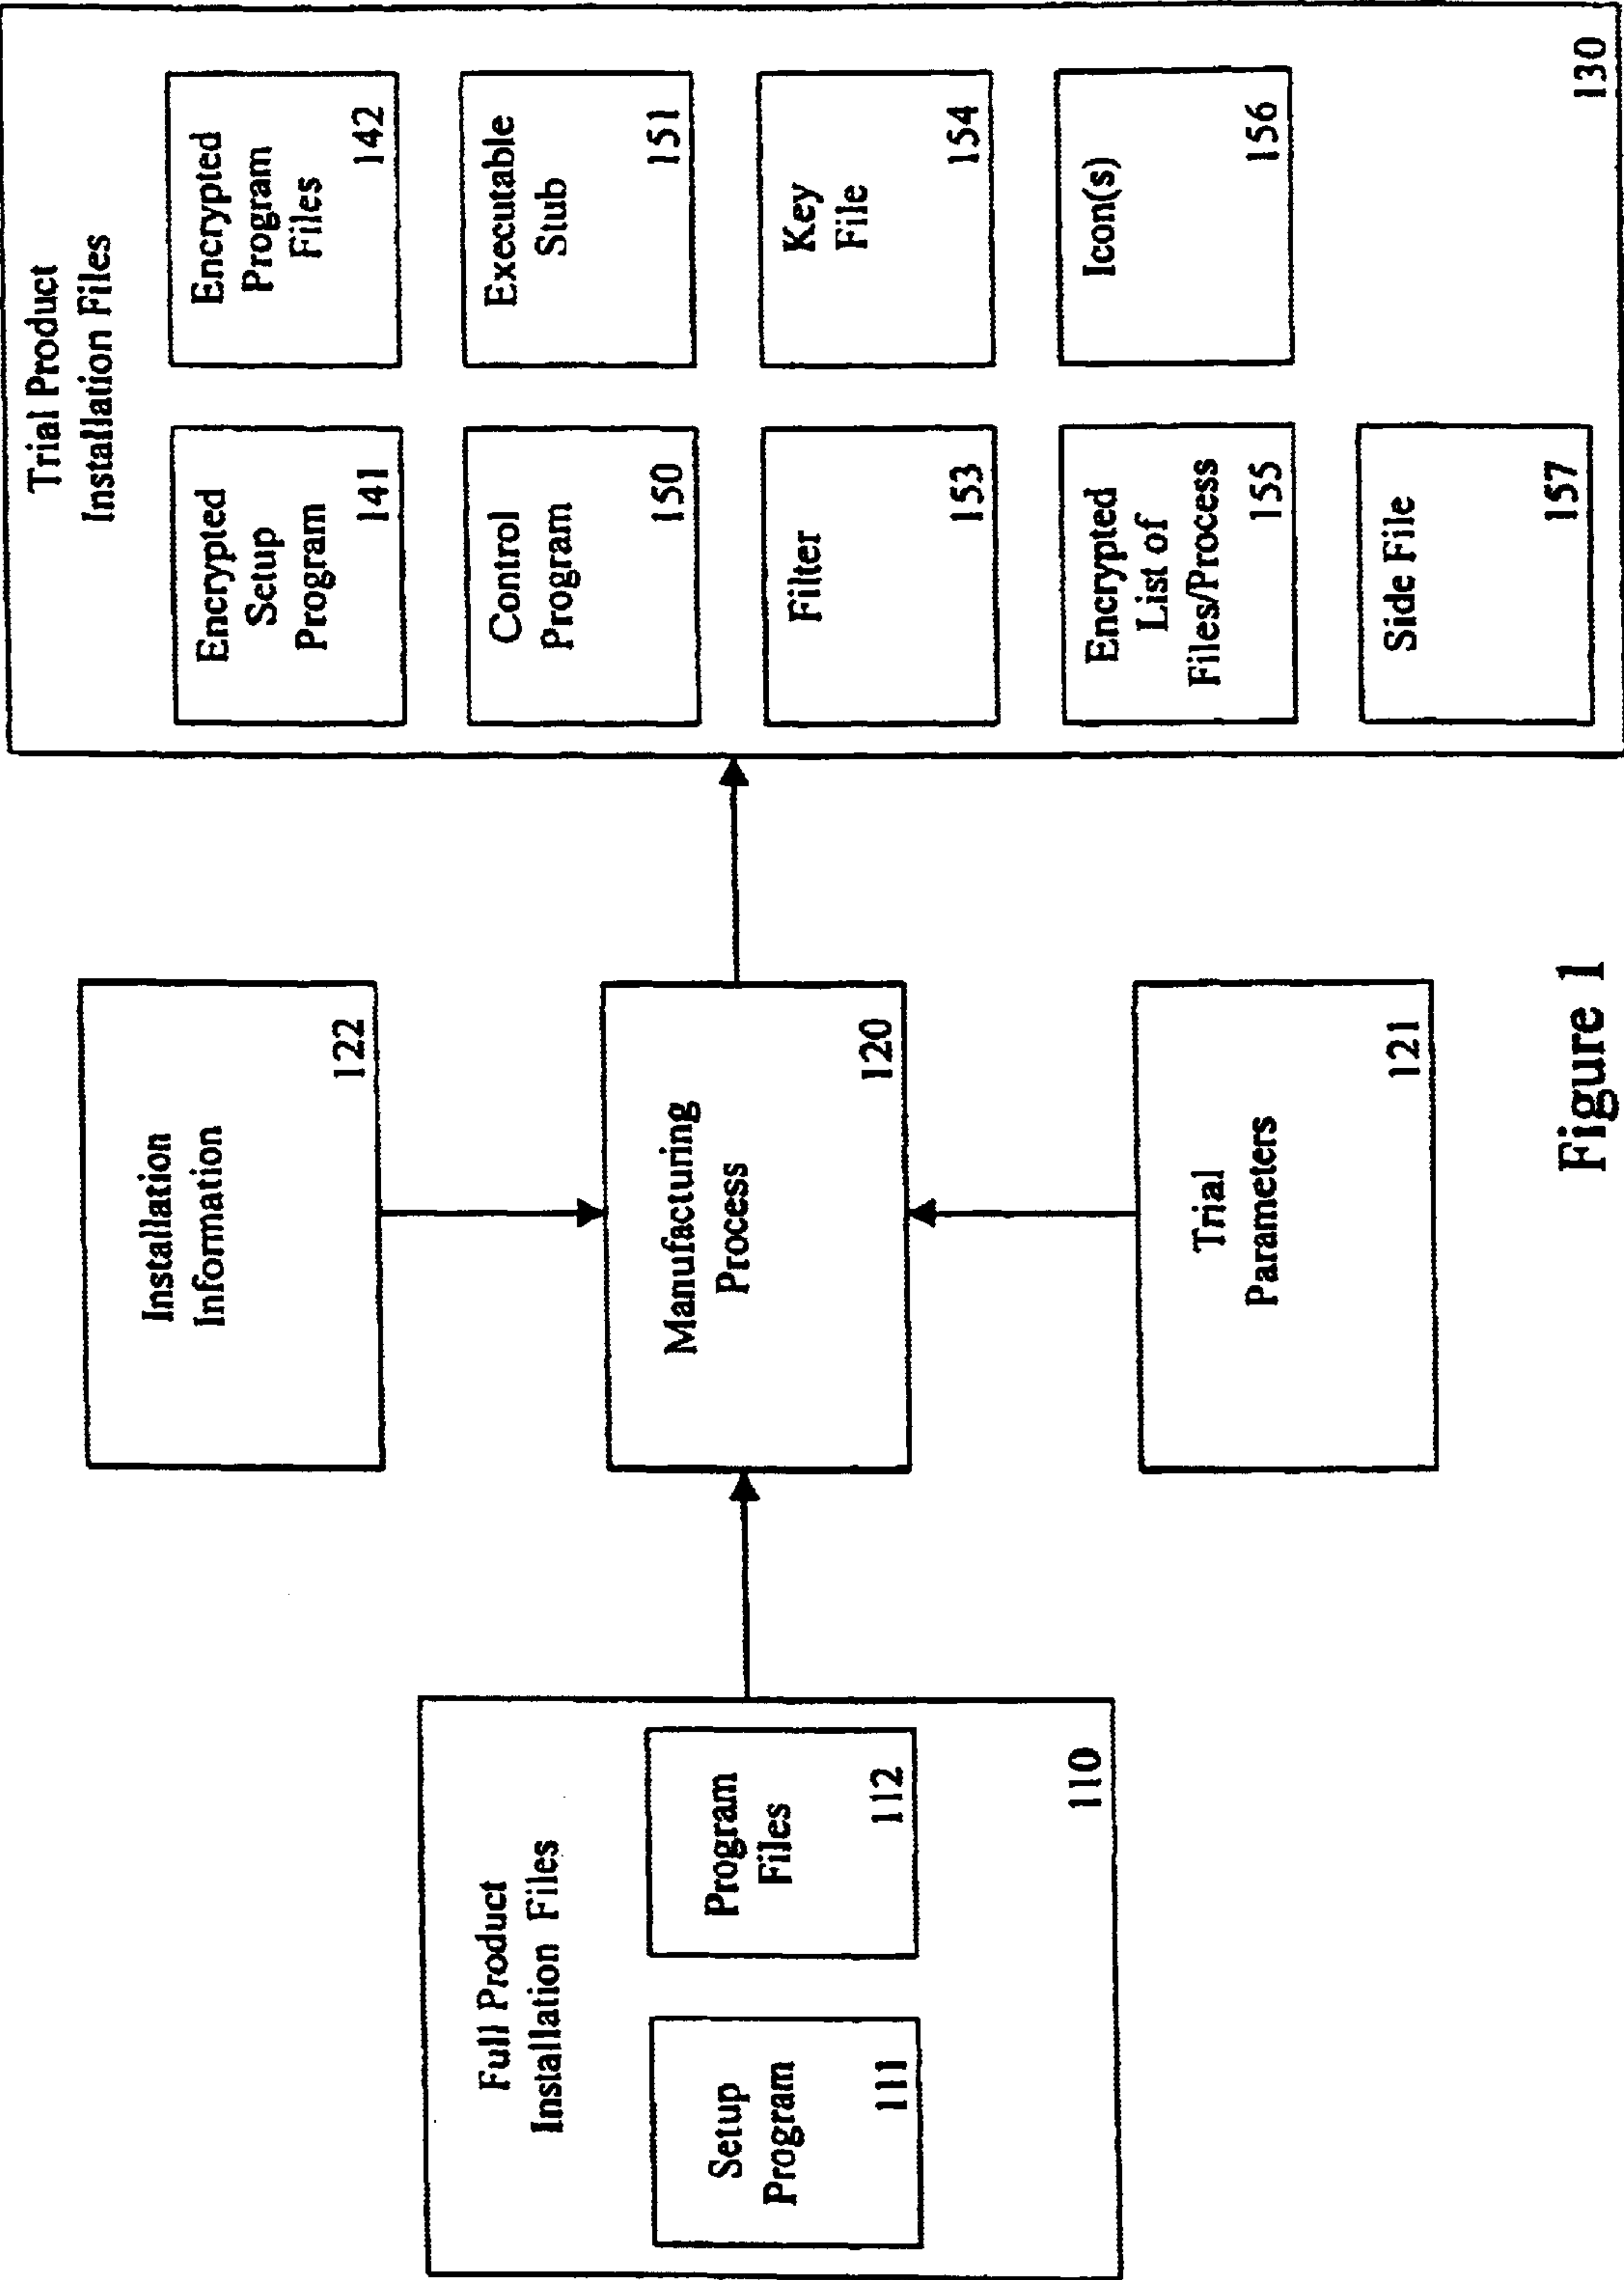 Full Product
Installation Files
Setup
Program
111
Program
Files
112
110
Installation
Information
122
Manufacturing
Process
120
Trial
Parameters
121
Trial Product
Installation Files
Encrypted
Setup
Program
141
Encrypted
Program
Files
142
Control
Program
150
Executable
Stub
151
Filter
153
Key
File
154
Encrypted
List of
Files/Process
155
Icon(s)
156
Side File
157
130
Figure 1